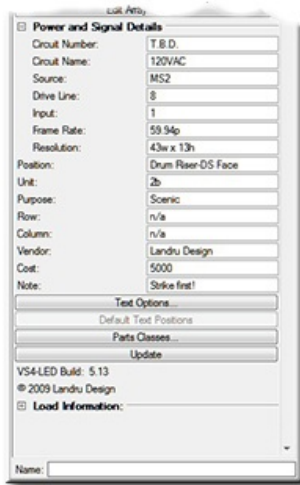 Edit Array
Power and Signal Details
Circuit Number: T.B.D.
Circuit Name: 120VAC
Source: MS2
Drive Line: 8
Input: 1
Frame Rate: 59.94p
Resolution: 43w x 13h
Position: Drum Riser-DS Face
Unit: 2b
Purpose: Scenic
Row: n/a
Column: n/a
Vendor: Landru Design
Cost: 5000
Note: Strike first!
Text Options...
Default Text Positions
Parts Classes...
Update
VS4-LED Build: 5.13
© 2009 Landru Design
Load Information:
Name: